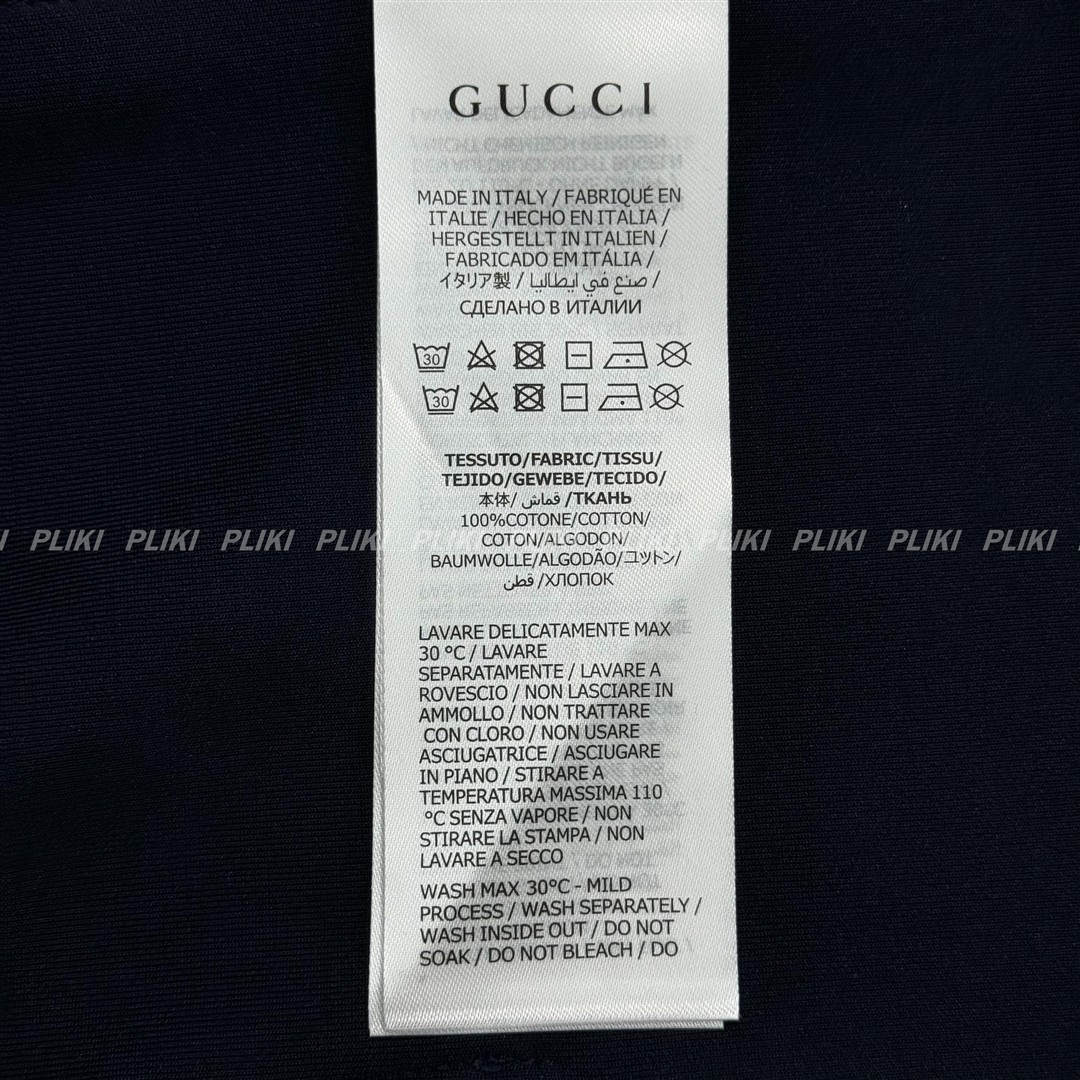 GUCCI
MADE IN ITALY / FABRIQUÉ EN
ITALIE / HECHO EN ITALIA /
HERGESTELLT IN ITALIEN /
FABRICADO EM ITÁLIA /
イタリア製 / صنع في ايطاليا /
СДЕЛАНО В ИТАЛИИ
30
30
TESSUTO/FABRIC/TISSU/
TEJIDO/GEWEBE/TECIDO/
本体/ قماش /ТКАНЬ
100%COTONE/COTTON/
COTON/ALGODON/
PLIKI PLIKI PLIKI PLIKI PLIKI PLIKI PLIKI PLIKI
BAUMWOLLE/ALGODÃO/コットン/
قطن /ХЛОПОК
LAVARE DELICATAMENTE MAX
30 °C / LAVARE
SEPARATAMENTE / LAVARE A
ROVESCIO / NON LASCIARE IN
AMMOLLO / NON TRATTARE
CON CLORO / NON USARE
ASCIUGATRICE / ASCIUGARE
IN PIANO / STIRARE A
TEMPERATURA MASSIMA 110
°C SENZA VAPORE / NON
STIRARE LA STAMPA / NON
LAVARE A SECCO
WASH MAX 30°C - MILD
PROCESS / WASH SEPARATELY /
WASH INSIDE OUT / DO NOT
SOAK / DO NOT BLEACH / DO